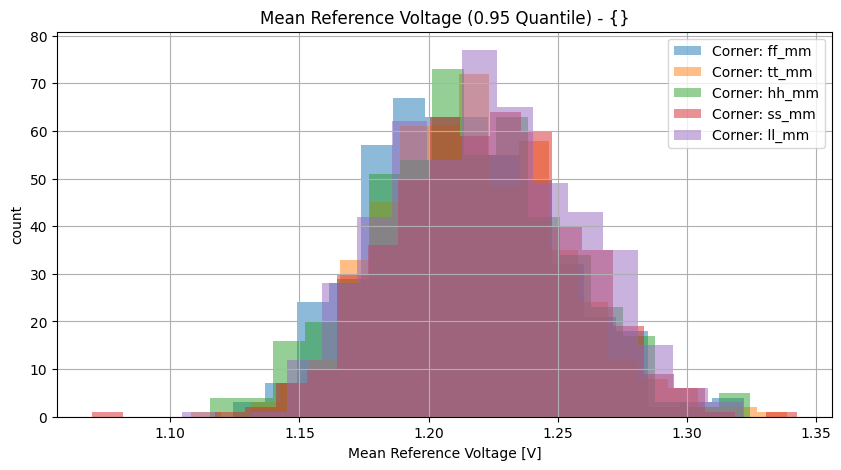 Mean Reference Voltage (0.95 Quantile) - {}
80
70
60
50
40
30
20
10
0
count
Corner: ff_mm
Corner: tt_mm
Corner: hh_mm
Corner: ss_mm
Corner: ll_mm
1.10 1.15 1.20 1.25 1.30 1.35
Mean Reference Voltage [V]